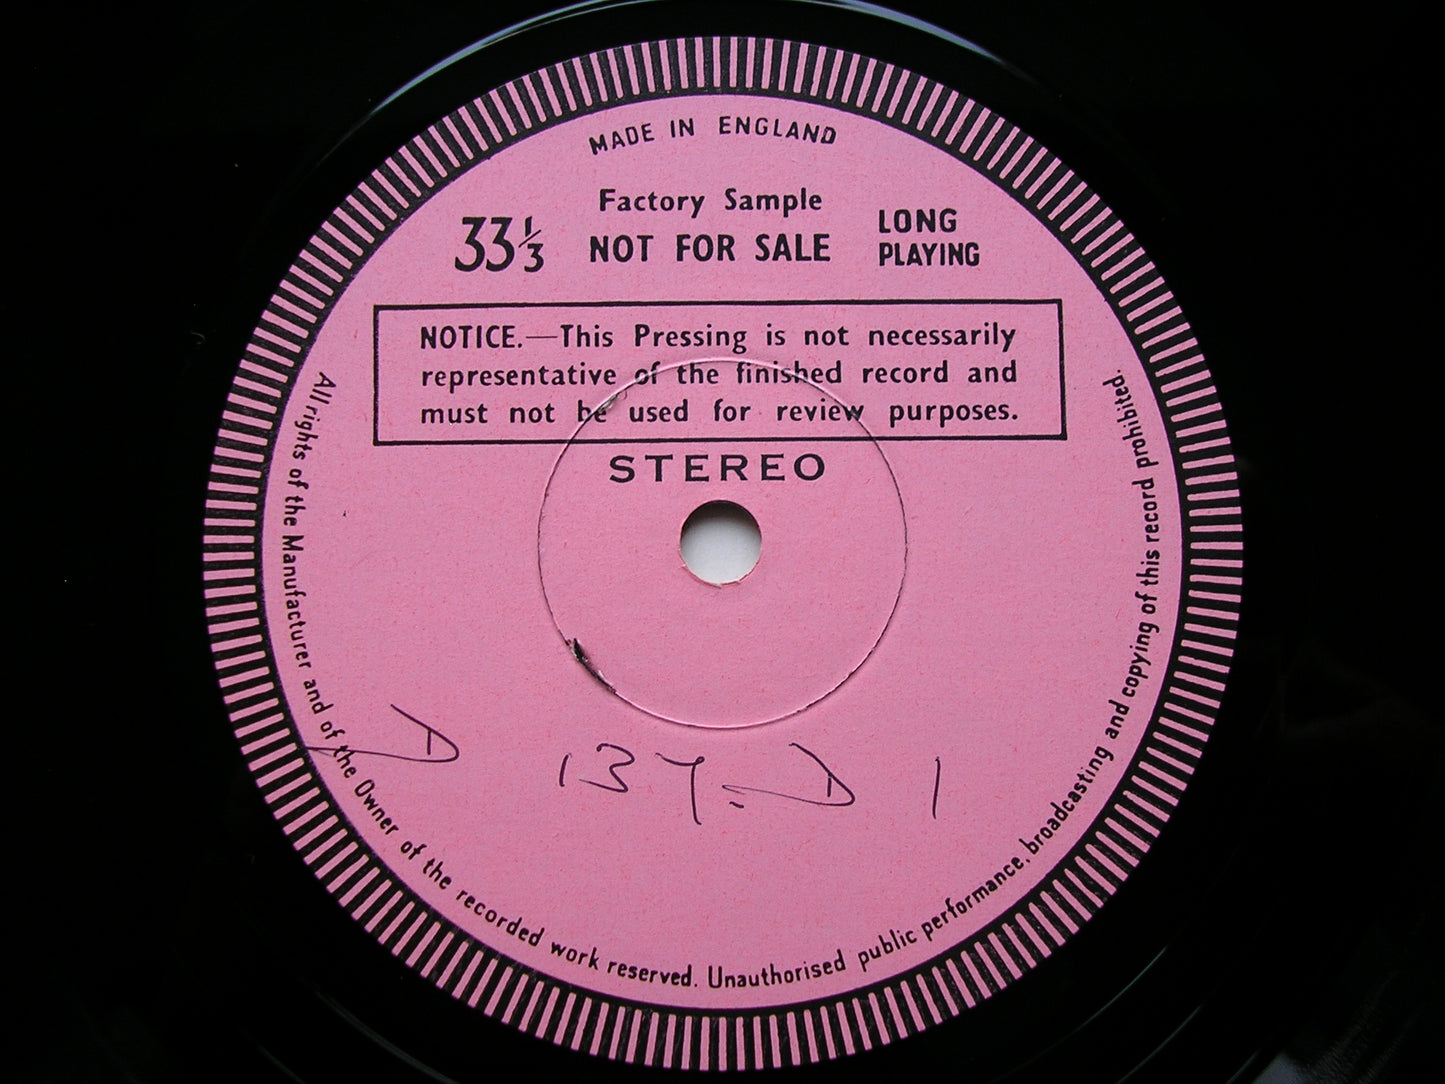 MADE IN ENGLAND
Factory Sample
33⅓ NOT FOR SALE LONG PLAYING
NOTICE.—This Pressing is not necessarily
representative of the finished record and
must not be used for review purposes.
STEREO
D 137. D 1
All rights of the Manufacturer and of the Owner of the recorded work reserved. Unauthorised public performance, broadcasting and copying of this record prohibited.